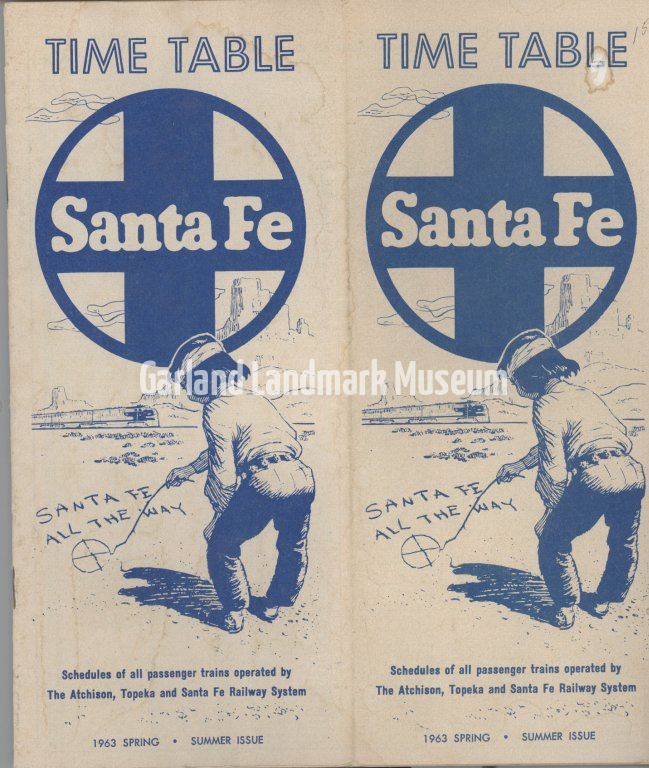 TIME TABLE
Santa Fe
SANTA FE
ALL THE WAY
Schedules of all passenger trains operated by
The Atchison, Topeka and Santa Fe Railway System
1963 SPRING • SUMMER ISSUE
TIME TABLE
Santa Fe
SANTA FE
ALL THE WAY
Schedules of all passenger trains operated by
The Atchison, Topeka and Santa Fe Railway System
1963 SPRING • SUMMER ISSUE
Garland Landmark Museum